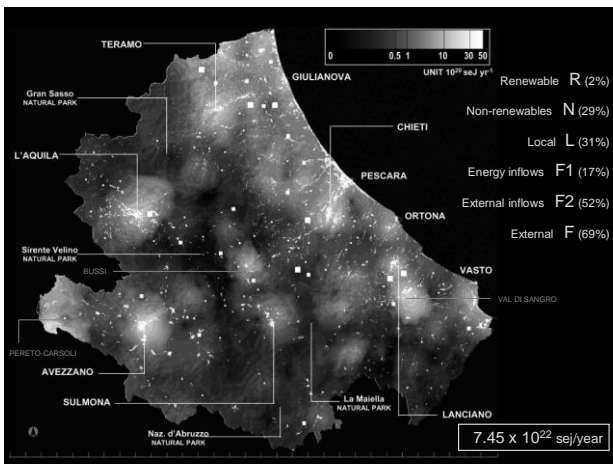 TERAMO
0 0.5 1 10 30 50
UNIT 10²⁰ seJ yr⁻¹
GIULIANOVA
Renewable R (2%)
Gran Sasso
NATURAL PARK
Non-renewables N (29%)
CHIETI
Local L (31%)
L'AQUILA
Energy inflows F1 (17%)
PESCARA
External inflows F2 (52%)
ORTONA
External F (69%)
Sirente Velino
NATURAL PARK
BUSSI
VASTO
VAL DI SANGRO
PERETO-CARSOLI
AVEZZANO
La Maiella
NATURAL PARK
SULMONA
LANCIANO
Naz. d'Abruzzo
NATURAL PARK
7.45 x 10²² sej/year